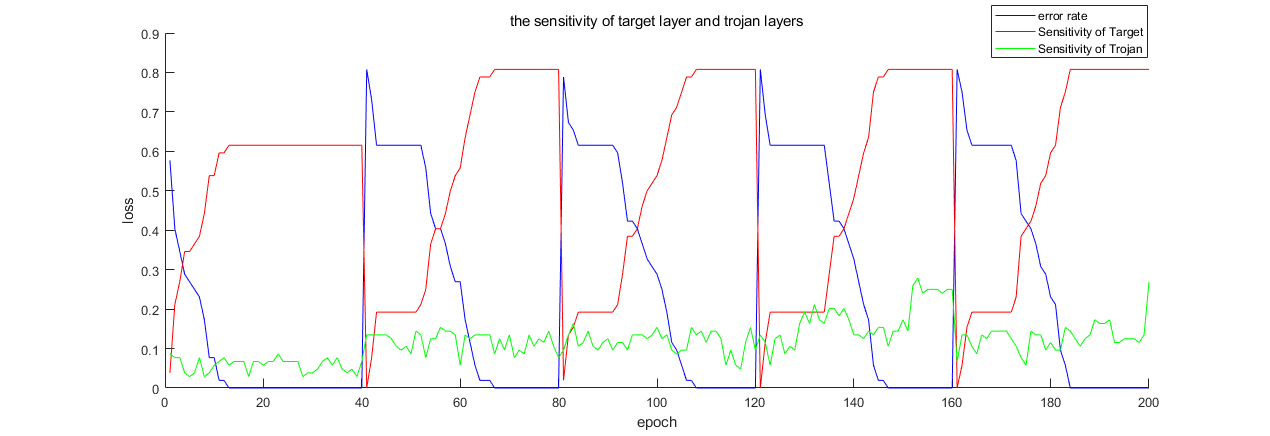 the sensitivity of target layer and trojan layers
error rate
Sensitivity of Target
Sensitivity of Trojan
0.9
0.8
0.7
0.6
0.5
0.4
0.3
0.2
0.1
0
loss
0 20 40 60 80 100 120 140 160 180 200
epoch